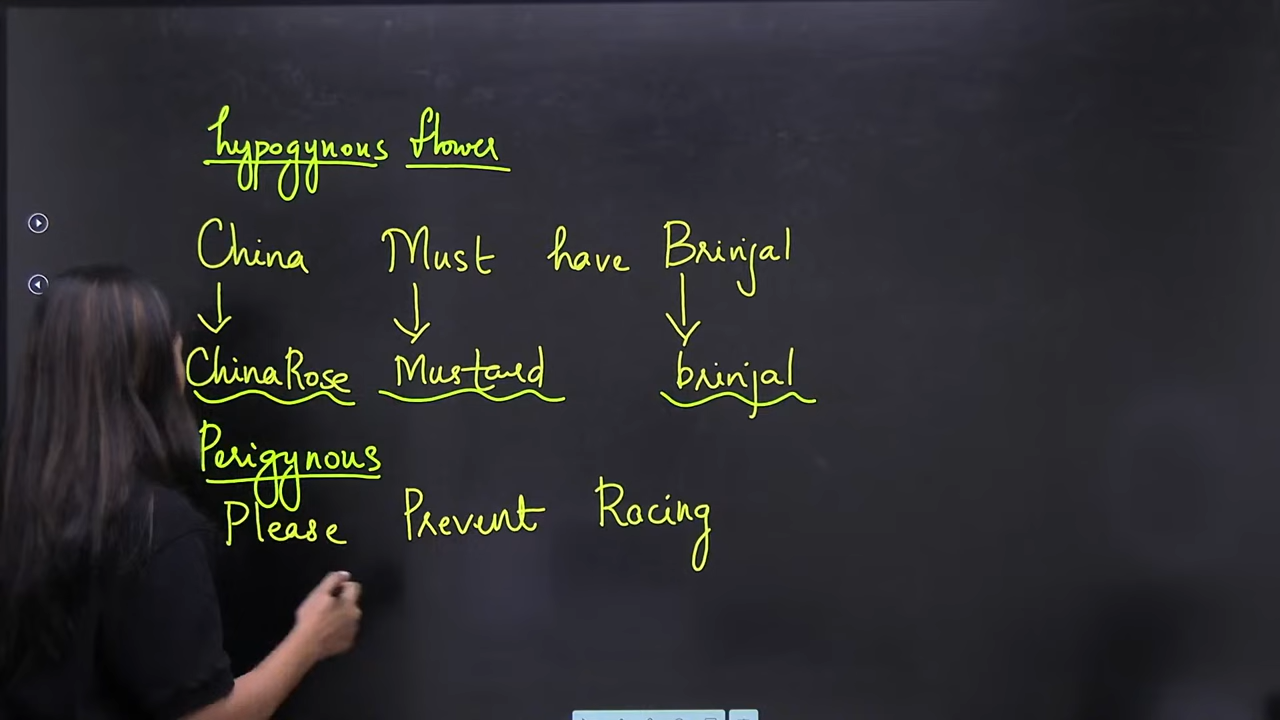 hypogynous flower
China Must have Brinjal
ChinaRose Mustard brinjal
Perigynous
Please Prevent Racing